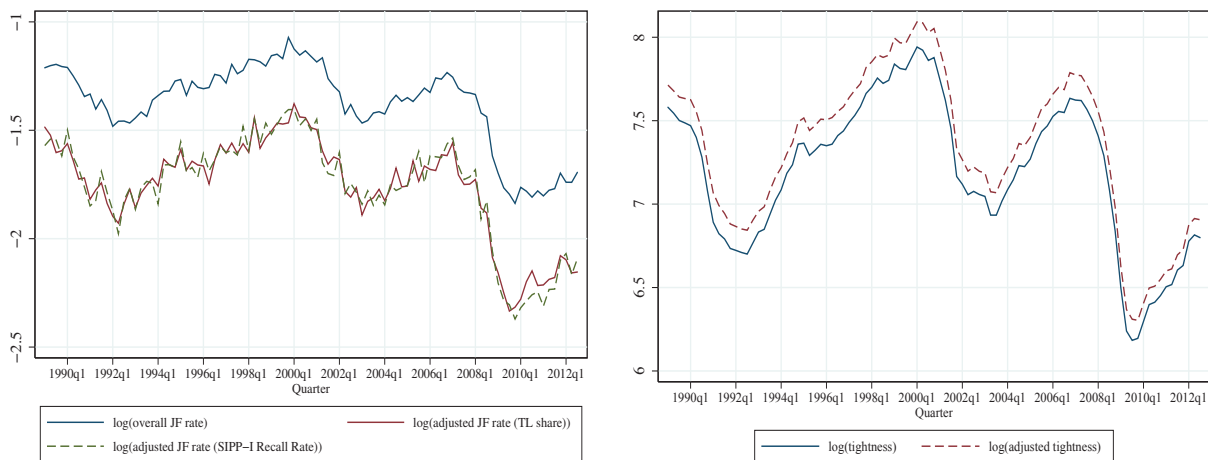 −1
−1.5
−2
−2.5
1990q1 1992q1 1994q1 1996q1 1998q1 2000q1 2002q1 2004q1 2006q1 2008q1 2010q1 2012q1
Quarter
log(overall JF rate) log(adjusted JF rate (TL share))
log(adjusted JF rate (SIPP−I Recall Rate))
8
7.5
7
6.5
6
1990q1 1992q1 1994q1 1996q1 1998q1 2000q1 2002q1 2004q1 2006q1 2008q1 2010q1 2012q1
Quarter
log(tightness) log(adjusted tightness)